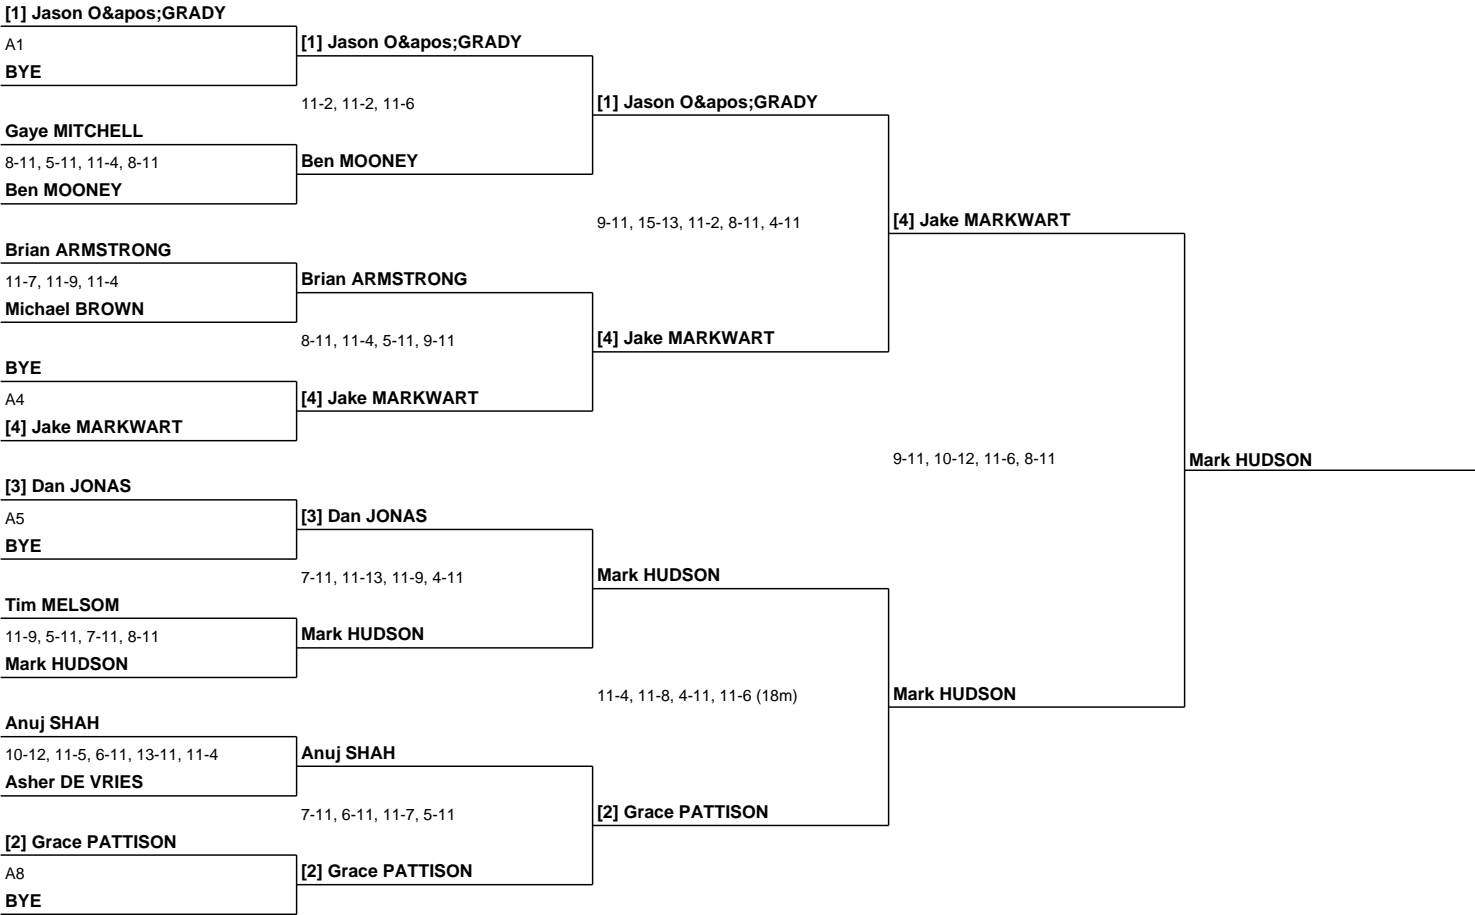 [1] Jason O&apos;GRADY
A1
BYE
[1] Jason O&apos;GRADY
11-2, 11-2, 11-6
Gaye MITCHELL
8-11, 5-11, 11-4, 8-11
Ben MOONEY
Ben MOONEY
[1] Jason O&apos;GRADY
9-11, 15-13, 11-2, 8-11, 4-11
Brian ARMSTRONG
11-7, 11-9, 11-4
Michael BROWN
Brian ARMSTRONG
8-11, 11-4, 5-11, 9-11
BYE
A4
[4] Jake MARKWART
[4] Jake MARKWART
[4] Jake MARKWART
[4] Jake MARKWART
9-11, 10-12, 11-6, 8-11
Mark HUDSON
[3] Dan JONAS
A5
BYE
[3] Dan JONAS
7-11, 11-13, 11-9, 4-11
Tim MELSOM
11-9, 5-11, 7-11, 8-11
Mark HUDSON
Mark HUDSON
Mark HUDSON
11-4, 11-8, 4-11, 11-6 (18m)
Mark HUDSON
Anuj SHAH
10-12, 11-5, 6-11, 13-11, 11-4
Asher DE VRIES
Anuj SHAH
7-11, 6-11, 11-7, 5-11
[2] Grace PATTISON
[2] Grace PATTISON
A8
BYE
[2] Grace PATTISON